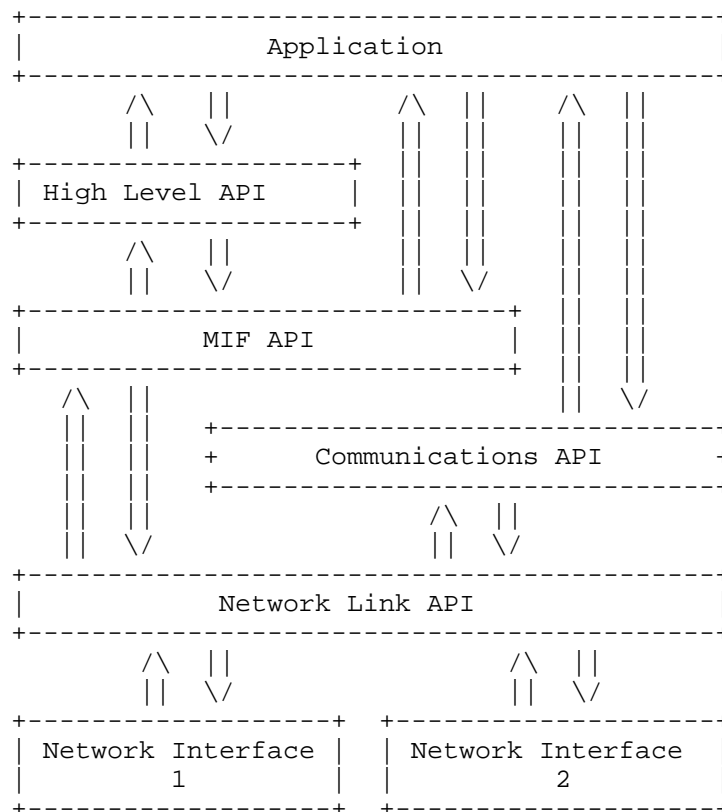 Application
High Level API
MIF API
Communications API
Network Link API
Network Interface 1
Network Interface 2